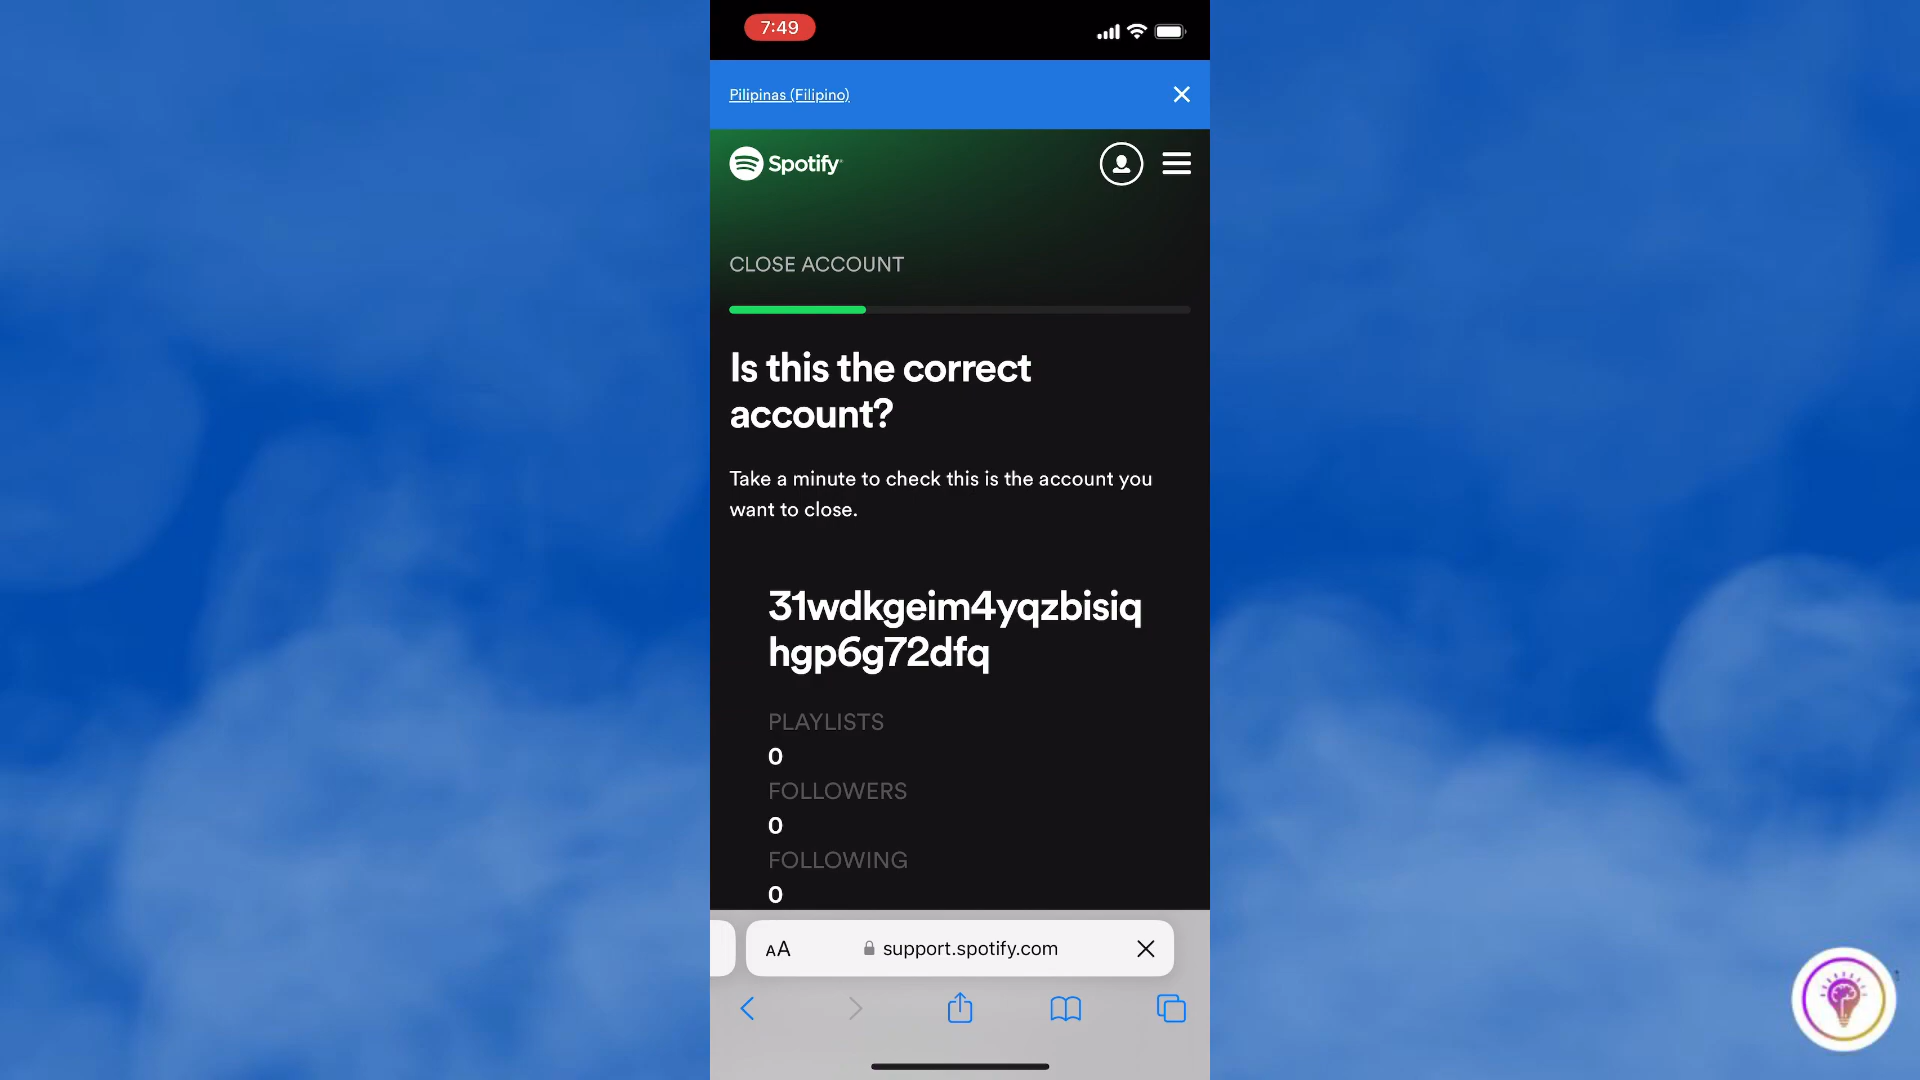 7:49
Pilipinas (Filipino)
Spotify
CLOSE ACCOUNT
Is this the correct
account?
Take a minute to check this is the account you
want to close.
31wdkgeim4yqzbisiq
hgp6g72dfq
PLAYLISTS
0
FOLLOWERS
0
FOLLOWING
0
AA support.spotify.com